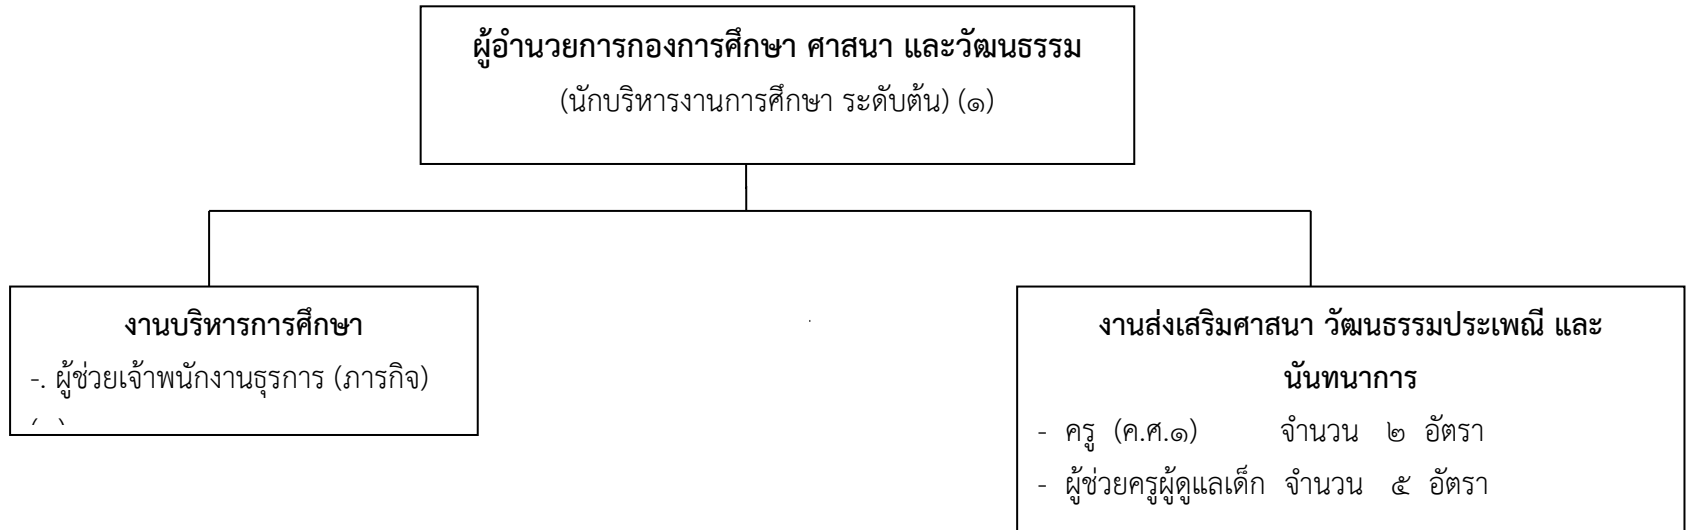 ผู้อำนวยการกองการศึกษา ศาสนา และวัฒนธรรม
(นักบริหารงานการศึกษา ระดับต้น) (๑)
งานบริหารการศึกษา
-. ผู้ช่วยเจ้าพนักงานธุรการ (ภารกิจ)
งานส่งเสริมศาสนา วัฒนธรรมประเพณี และ
นันทนาการ
- ครู (ค.ศ.๑) จำนวน ๒ อัตรา
- ผู้ช่วยครูผู้ดูแลเด็ก จำนวน ๕ อัตรา